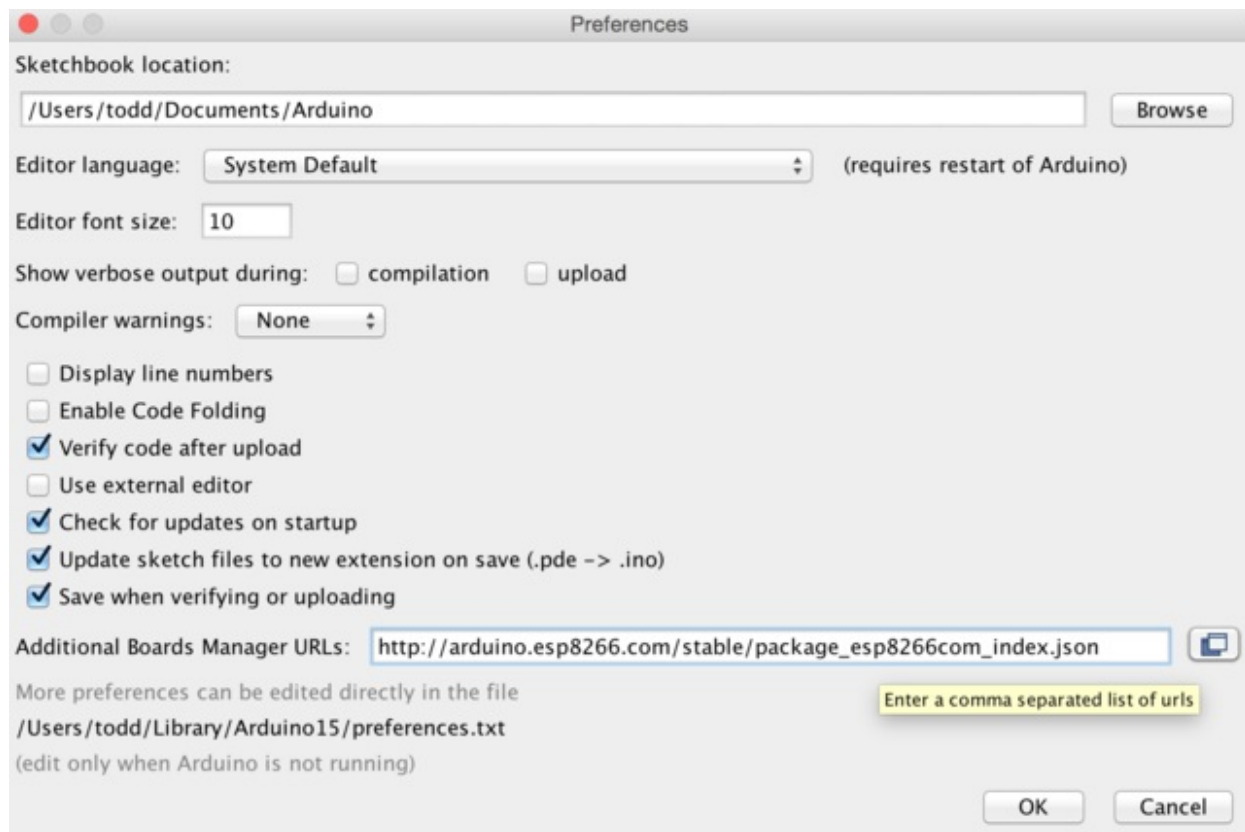 Preferences
Sketchbook location:
/Users/todd/Documents/Arduino Browse
Editor language: System Default (requires restart of Arduino)
Editor font size: 10
Show verbose output during: compilation upload
Compiler warnings: None
Display line numbers
Enable Code Folding
Verify code after upload
Use external editor
Check for updates on startup
Update sketch files to new extension on save (.pde -> .ino)
Save when verifying or uploading
Additional Boards Manager URLs: http://arduino.esp8266.com/stable/package_esp8266com_index.json
More preferences can be edited directly in the file
Enter a comma separated list of urls
/Users/todd/Library/Arduino15/preferences.txt
(edit only when Arduino is not running)
OK Cancel